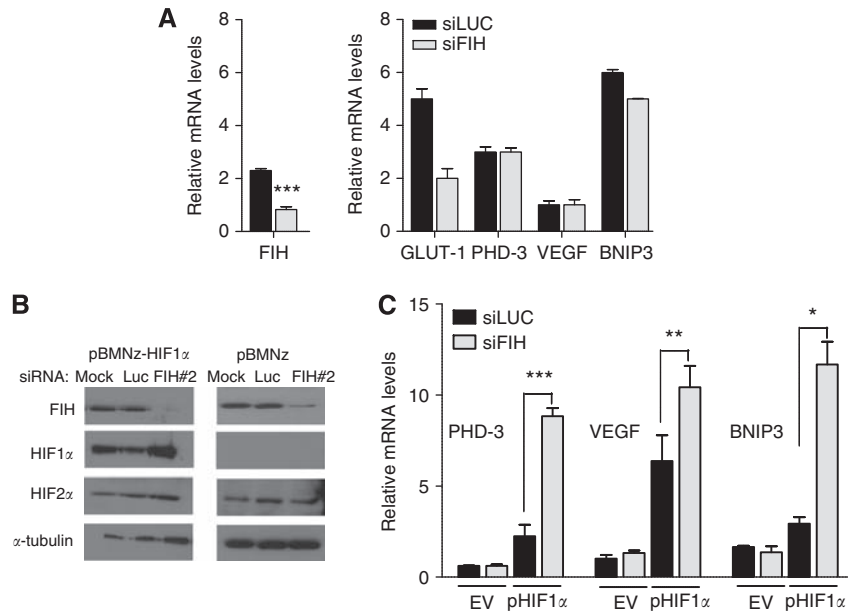 A
Relative mRNA levels
8
6
4
2
0
FIH
***
Relative mRNA levels
8
6
4
2
0
siLUC
siFIH
GLUT-1 PHD-3 VEGF BNIP3
B
pBMNz-HIF1α pBMNz
siRNA: Mock Luc FIH#2 Mock Luc FIH#2
FIH
HIF1α
HIF2α
α-tubulin
C
Relative mRNA levels
15
10
5
0
siLUC
siFIH
PHD-3 VEGF BNIP3
*** ** *
EV pHIF1α EV pHIF1α EV pHIF1α